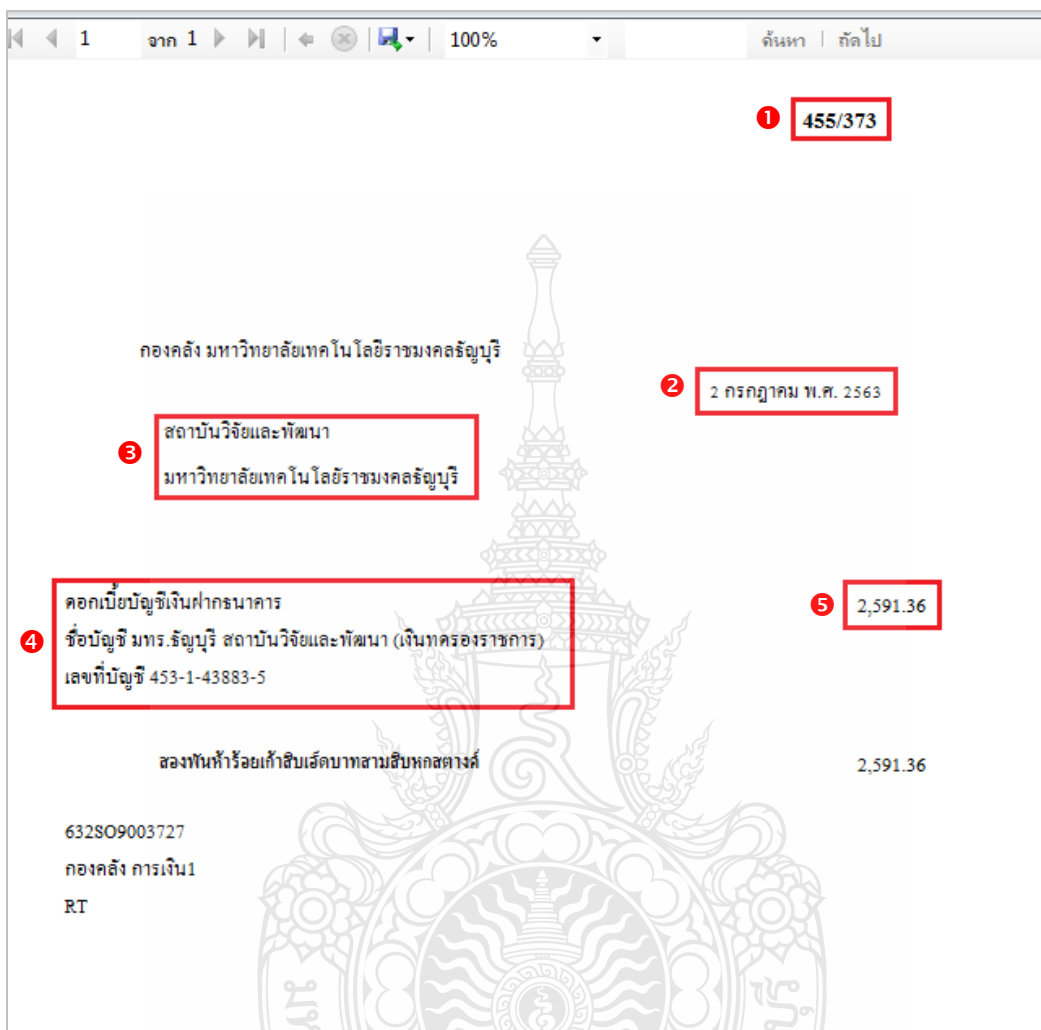 1 จาก 1 100% ค้นหา | ถัดไป
❶ 455/373
กองคลัง มหาวิทยาลัยเทคโนโลยีราชมงคลธัญบุรี
❷ 2 กรกฎาคม พ.ศ. 2563
❸ สถาบันวิจัยและพัฒนา
มหาวิทยาลัยเทคโนโลยีราชมงคลธัญบุรี
ดอกเบี้ยบัญชีเงินฝากธนาคาร ❺ 2,591.36
❹ ชื่อบัญชี มทร.ธัญบุรี สถาบันวิจัยและพัฒนา (เงินทดรองราชการ)
เลขที่บัญชี 453-1-43883-5
สองพันห้าร้อยเก้าสิบเอ็ดบาทสามสิบหกสตางค์ 2,591.36
632SO9003727
กองคลัง การเงิน1
RT